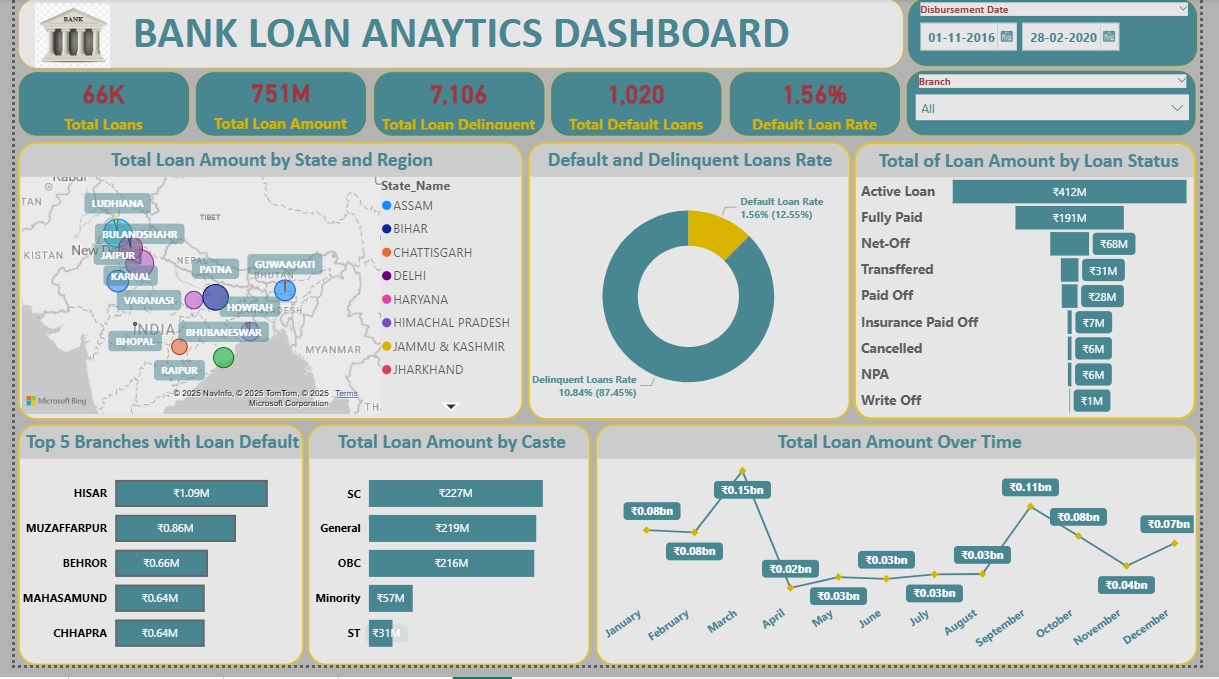 BANK
BANK LOAN ANAYTICS DASHBOARD
Disbursement Date
01-11-2016
28-02-2020
66K
Total Loans
751M
Total Loan Amount
7,106
Total Loan Delinquent
1,020
Total Default Loans
1.56%
Default Loan Rate
Branch
All
Total Loan Amount by State and Region
TAN
KISTAN
New De
TIBET
NEPAL
BHUTAN
DESH
INDIA
MYANMAR
TH
LUDHIANA
BULANDSHAHR
JAIPUR
KARNAL
PATNA
GUWAAHATI
VARANASI
HOWRAH
BHOPAL
BHUBANESWAR
RAIPUR
Microsoft Bing
© 2025 NavInfo, © 2025 TomTom, © 2025 Microsoft Corporation
Terms
State_Name
ASSAM
BIHAR
CHATTISGARH
DELHI
HARYANA
HIMACHAL PRADESH
JAMMU & KASHMIR
JHARKHAND
Default and Delinquent Loans Rate
Default Loan Rate
1.56% (12.55%)
Delinquent Loans Rate
10.84% (87.45%)
Total of Loan Amount by Loan Status
Active Loan ₹412M
Fully Paid ₹191M
Net-Off ₹68M
Transffered ₹31M
Paid Off ₹28M
Insurance Paid Off ₹7M
Cancelled ₹6M
NPA ₹6M
Write Off ₹1M
Top 5 Branches with Loan Default
HISAR ₹1.09M
MUZAFFARPUR ₹0.86M
BEHROR ₹0.66M
MAHASAMUND ₹0.64M
CHHAPRA ₹0.64M
Total Loan Amount by Caste
SC ₹227M
General ₹219M
OBC ₹216M
Minority ₹57M
ST ₹31M
Total Loan Amount Over Time
₹0.08bn
₹0.08bn
₹0.15bn
₹0.02bn
₹0.03bn
₹0.03bn
₹0.03bn
₹0.03bn
₹0.11bn
₹0.08bn
₹0.04bn
₹0.07bn
January
February
March
April
May
June
July
August
September
October
November
December